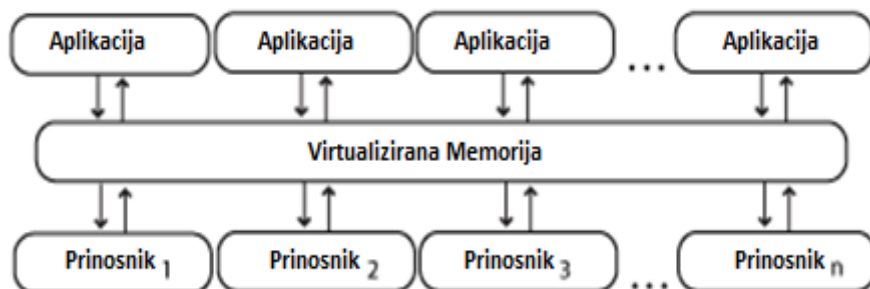 Aplikacija Aplikacija Aplikacija ... Aplikacija
Virtualizirana Memorija
Prinosnik 1 Prinosnik 2 Prinosnik 3 ... Prinosnik n